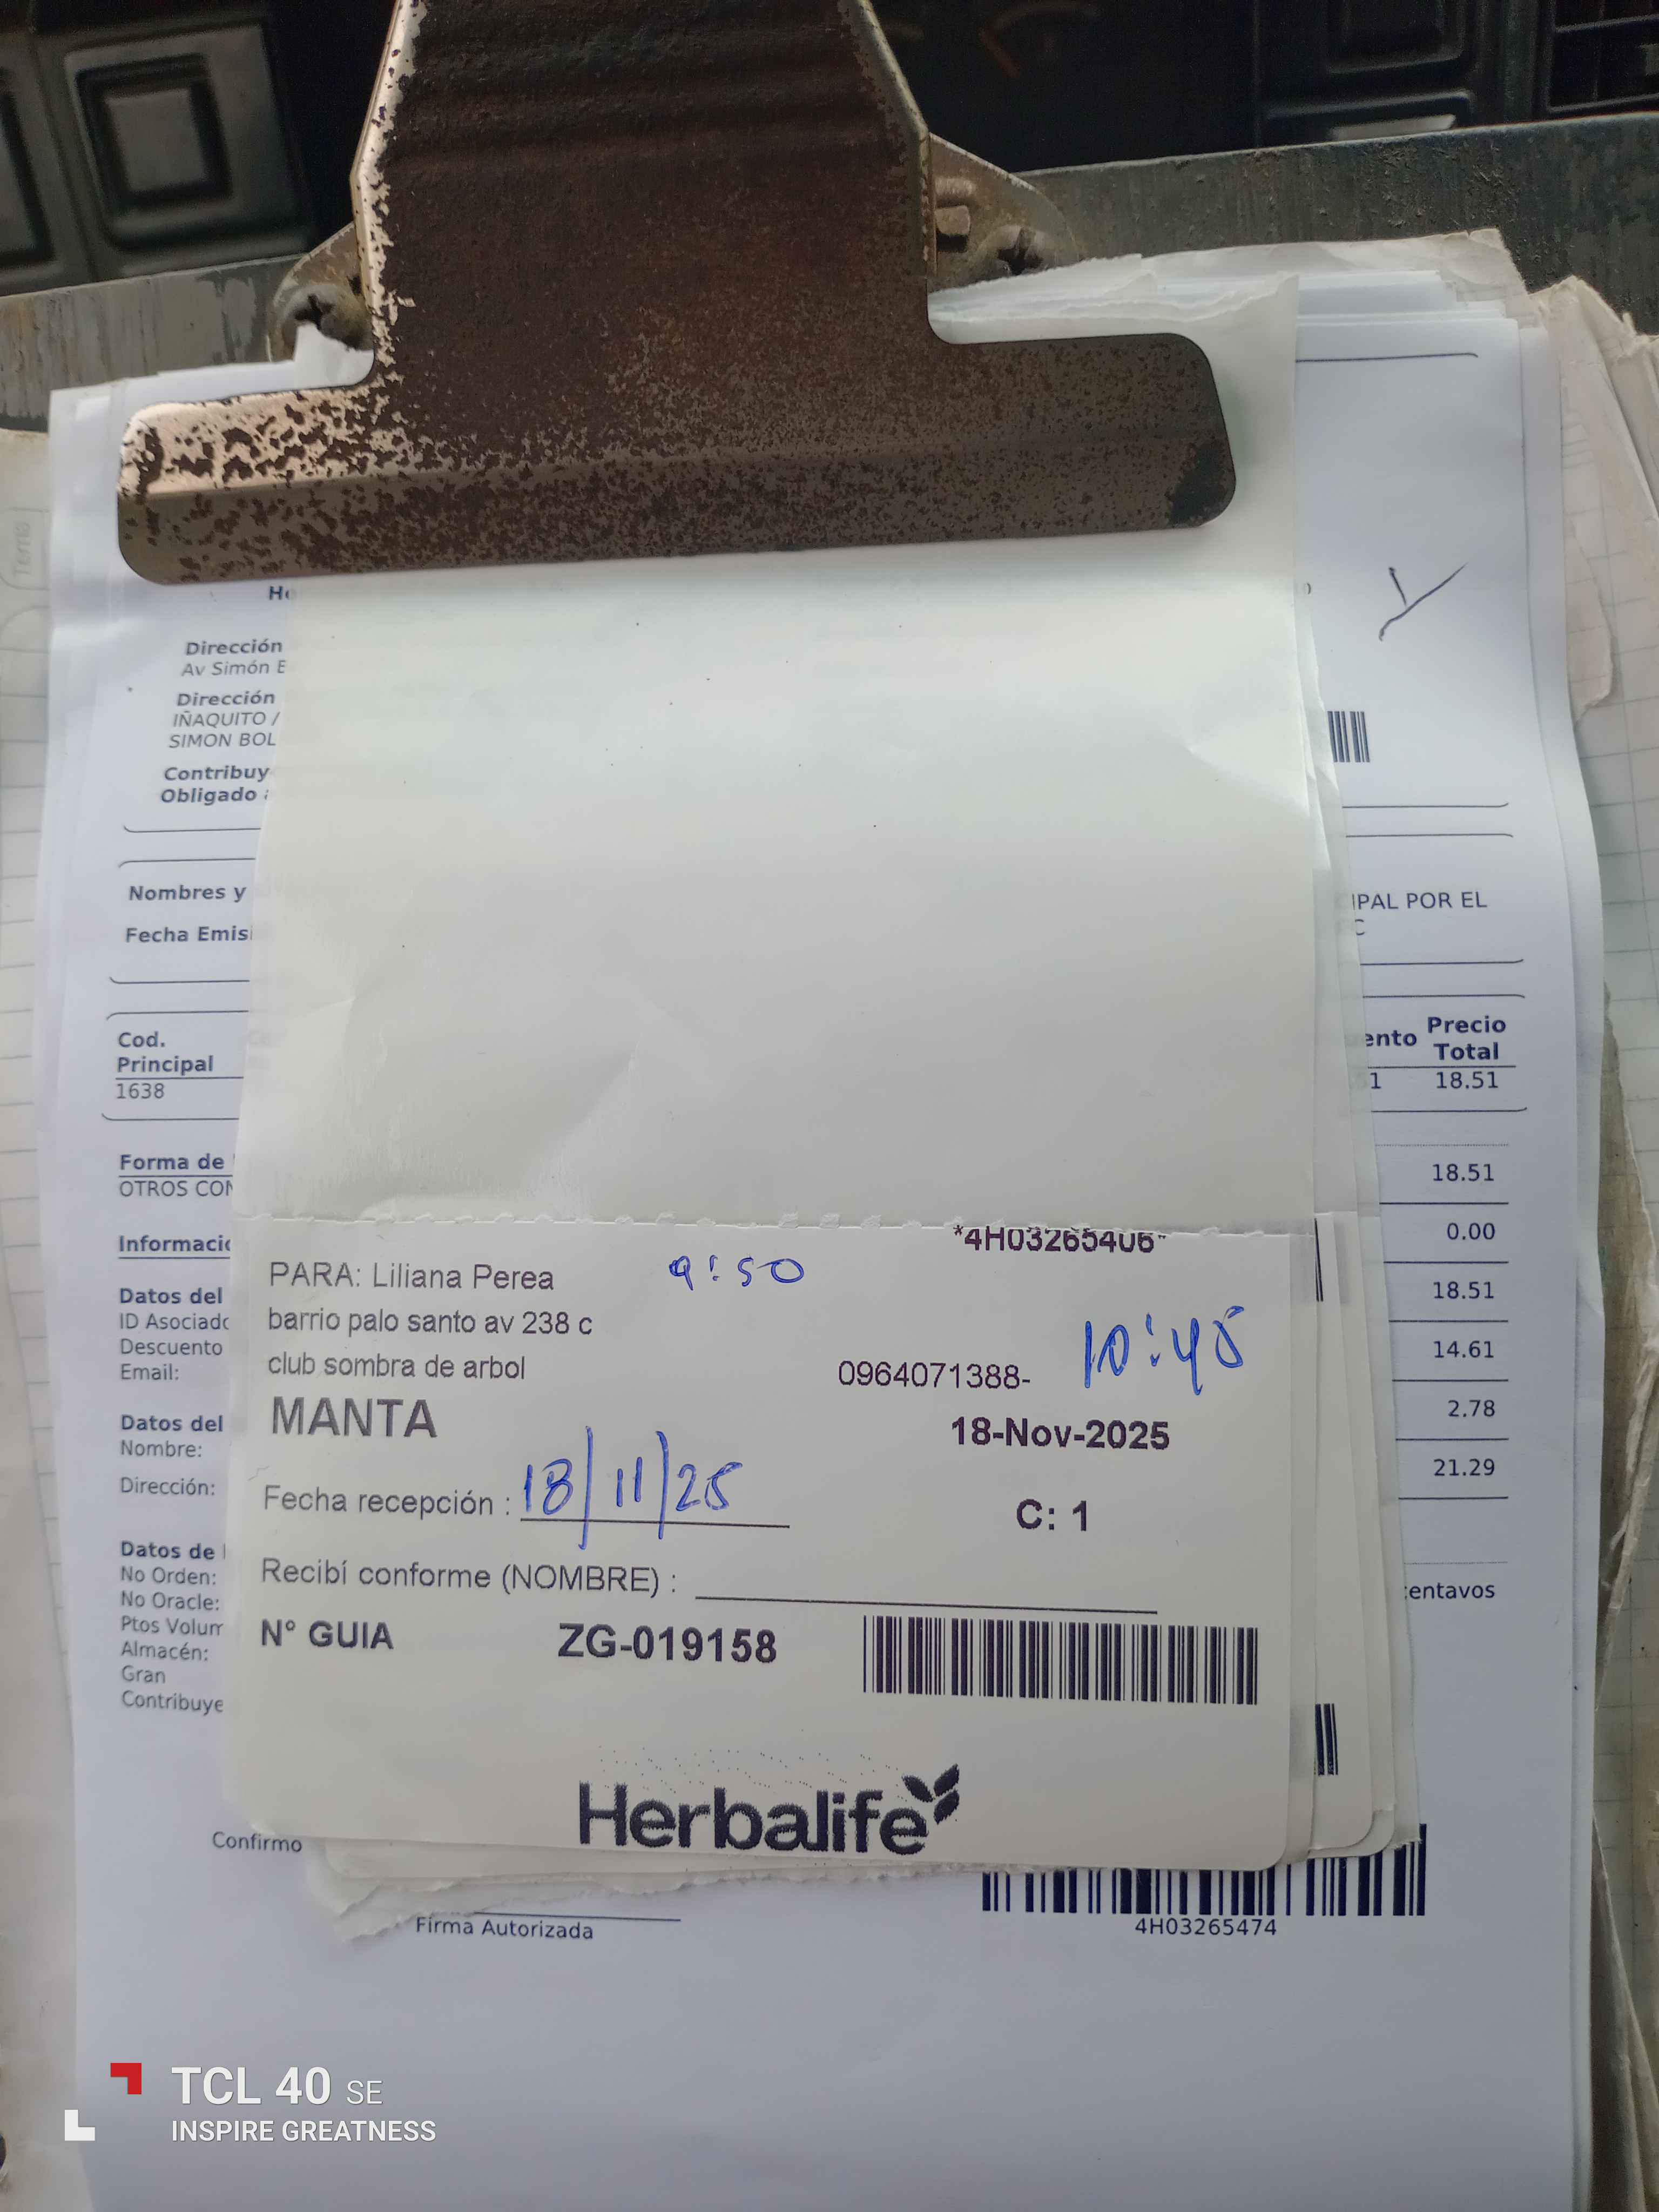 Dirección
Av Simón
Dirección
IÑAQUITO /
SIMON BOL
Contribuy
Obligado
Nombres y
IPAL POR EL
C
Fecha Emisi
Cod.
Principal
ento Precio
Total
1638
1 18.51
Forma de
OTROS CON
18.51
0.00
18.51
14.61
2.78
21.29
Informacio
Datos del
ID Asociado
Descuento
Email:
Datos del
Nombre:
Dirección:
Datos de
No Orden:
No Oracle:
Ptos Volum
Almacén:
Gran
Contribuye
entavos
*4H03265406*
PARA: Liliana Perea 9:50
barrio palo santo av 238 c
club sombra de arbol
0964071388- 10:45
MANTA
18-Nov-2025
Fecha recepción : 18/11/25
C: 1
Recibí conforme (NOMBRE) :
N° GUIA ZG-019158
Herbalife
Confirmo
Firma Autorizada
4H03265474
TCL 40 SE
INSPIRE GREATNESS